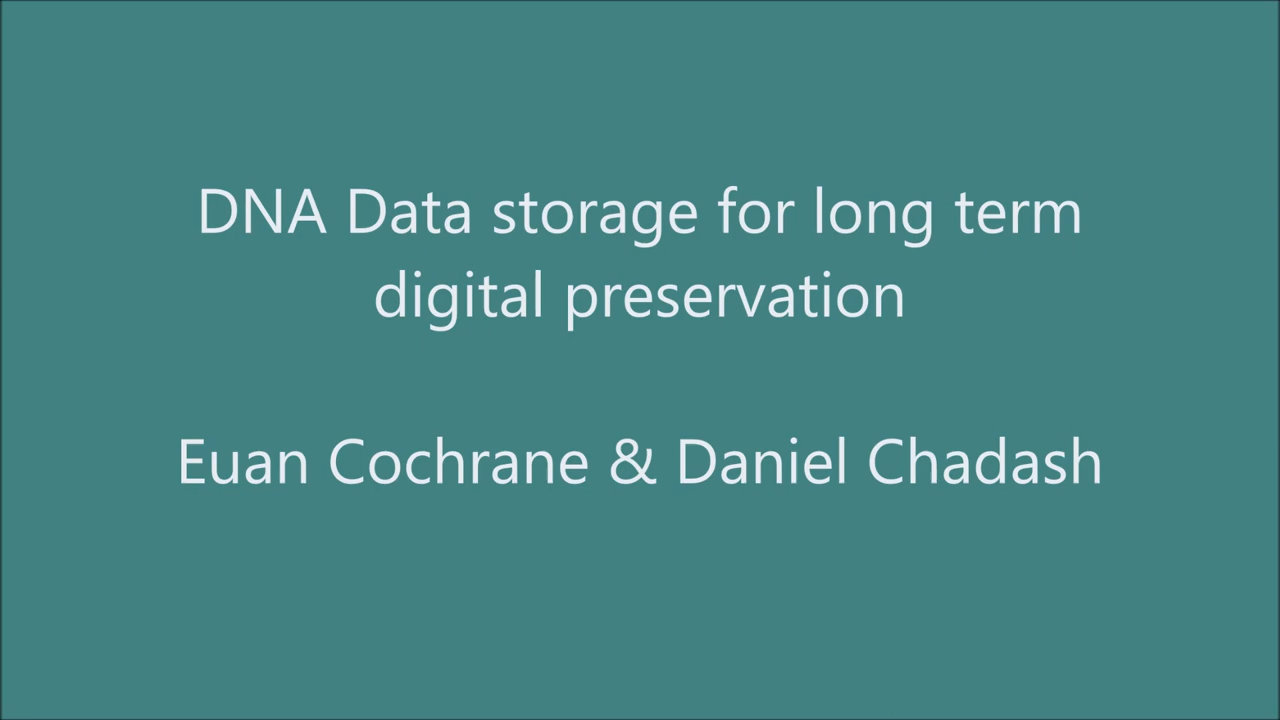 DNA Data storage for long term
digital preservation
Euan Cochrane & Daniel Chadash